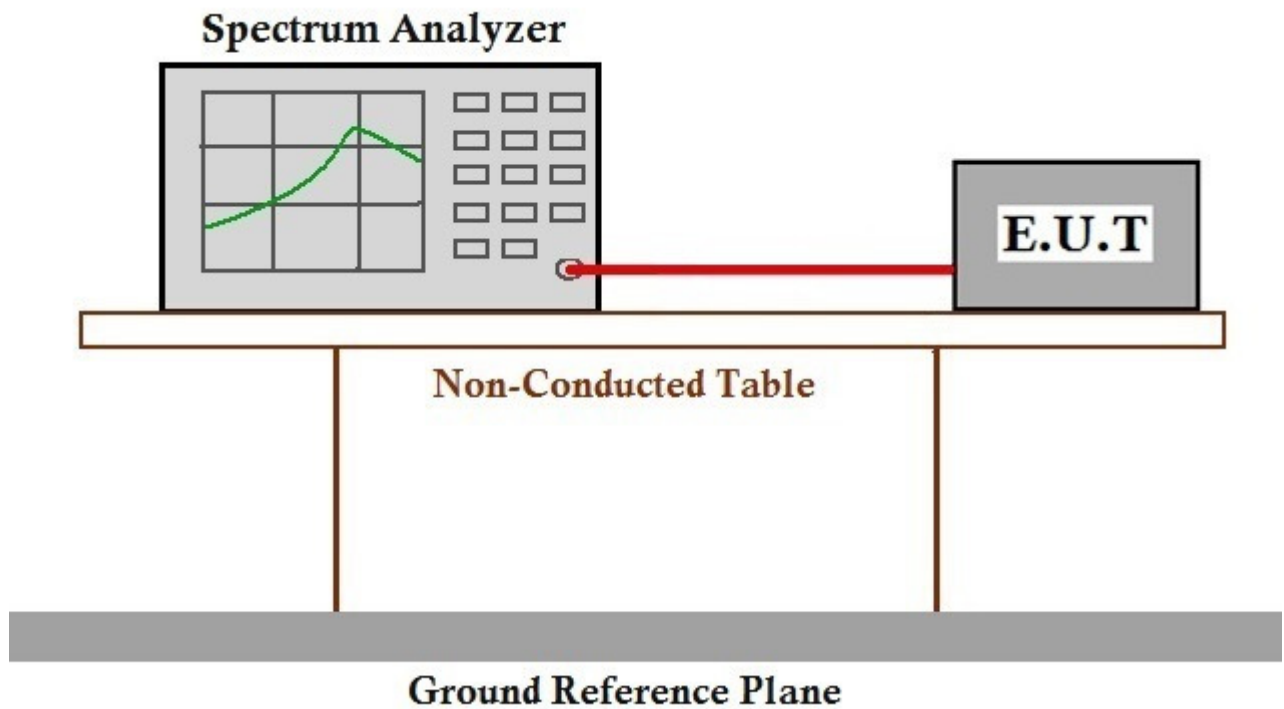 Spectrum Analyzer
E.U.T
Non-Conducted Table
Ground Reference Plane